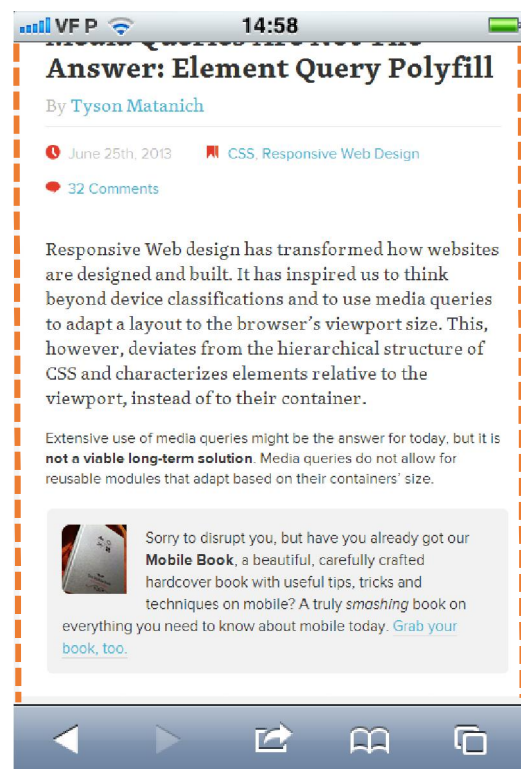 VF P 14:58
Media Queries Are Not The
Answer: Element Query Polyfill
By Tyson Matanich
June 25th, 2013 CSS, Responsive Web Design
32 Comments
Responsive Web design has transformed how websites
are designed and built. It has inspired us to think
beyond device classifications and to use media queries
to adapt a layout to the browser’s viewport size. This,
however, deviates from the hierarchical structure of
CSS and characterizes elements relative to the
viewport, instead of to their container.
Extensive use of media queries might be the answer for today, but it is
not a viable long-term solution. Media queries do not allow for
reusable modules that adapt based on their containers’ size.
Sorry to disrupt you, but have you already got our
Mobile Book, a beautiful, carefully crafted
hardcover book with useful tips, tricks and
techniques on mobile? A truly smashing book on
everything you need to know about mobile today. Grab your
book, too.